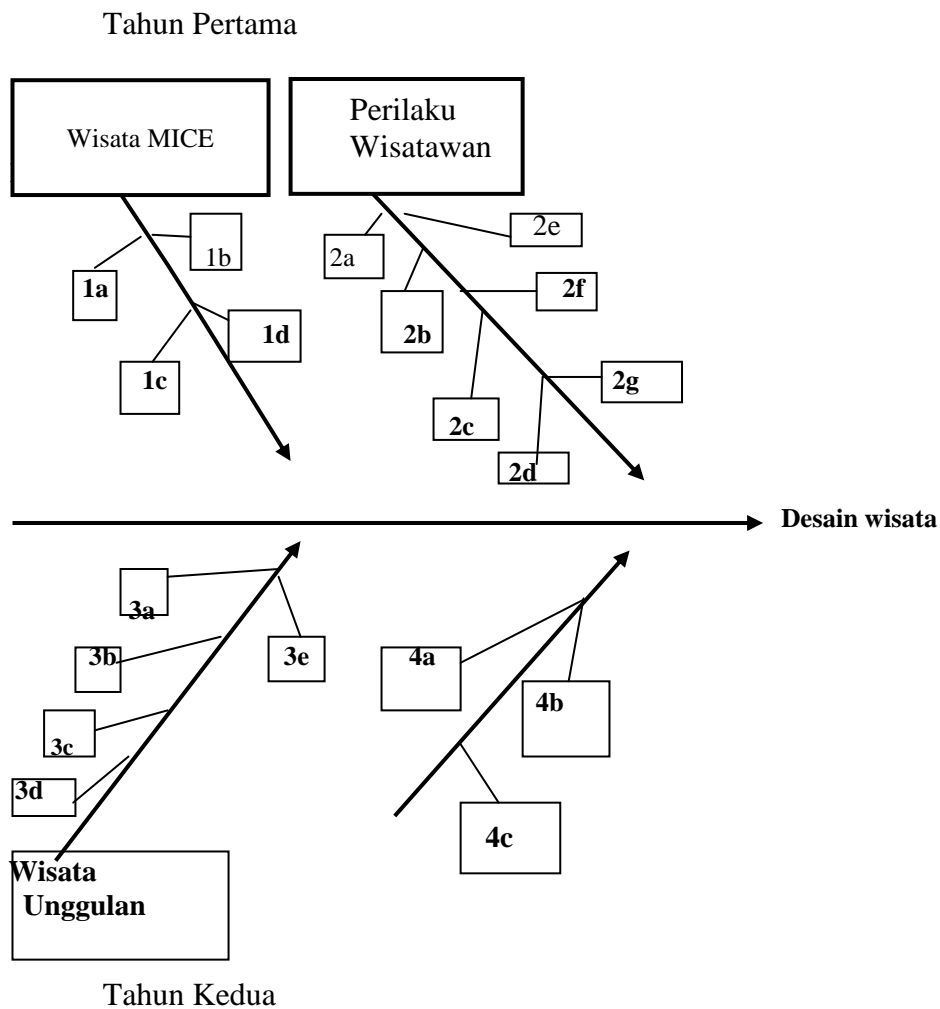 Tahun Pertama
Wisata MICE
Perilaku
Wisatawan
1a
1b
1c
1d
2a
2e
2b
2f
2c
2g
2d
Desain wisata
3a
3b
3e
3c
3d
4a
4b
4c
Wisata
Unggulan
Tahun Kedua